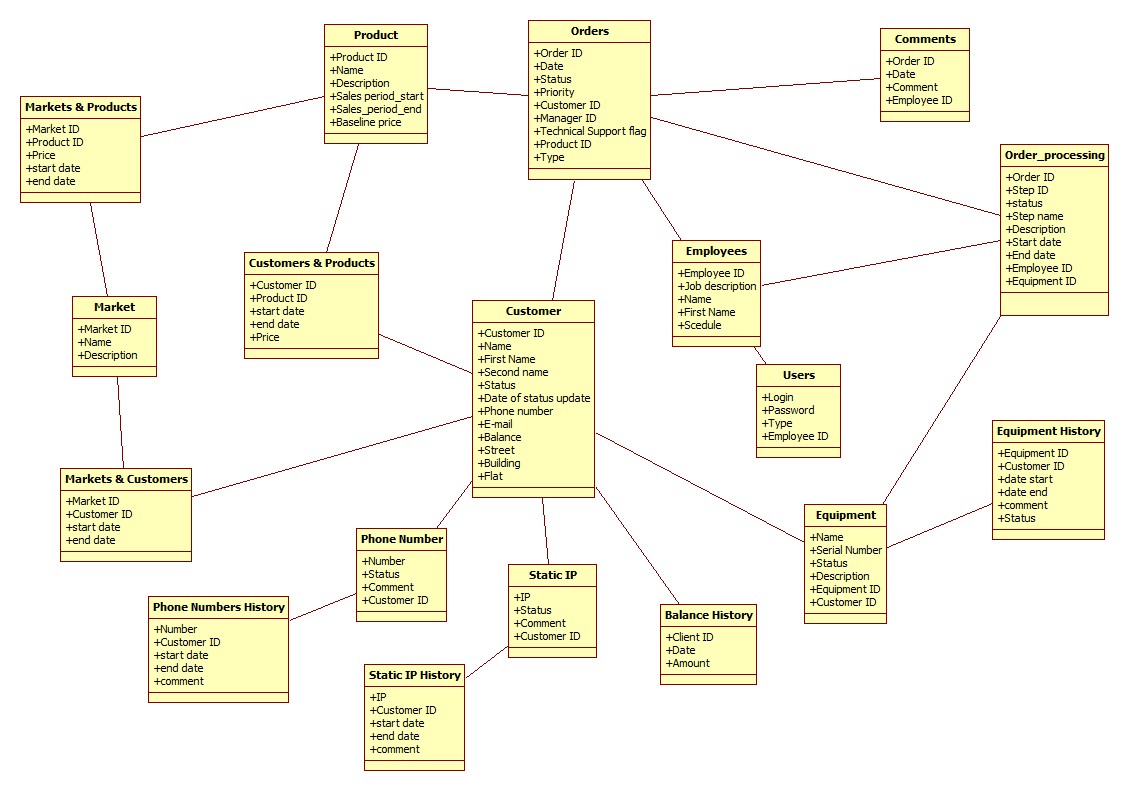 Product
+Product ID
+Name
+Description
+Sales period_start
+Sales_period_end
+Baseline price
Orders
+Order ID
+Date
+Status
+Priority
+Customer ID
+Manager ID
+Technical Support flag
+Product ID
+Type
Comments
+Order ID
+Date
+Comment
+Employee ID
Markets & Products
+Market ID
+Product ID
+Price
+start date
+end date
Order_processing
+Order ID
+Step ID
+status
+Step name
+Description
+Start date
+End date
+Employee ID
+Equipment ID
Customers & Products
+Customer ID
+Product ID
+start date
+end date
+Price
Employees
+Employee ID
+Job description
+Name
+First Name
+Scedule
Market
+Market ID
+Name
+Description
Customer
+Customer ID
+Name
+First Name
+Second name
+Status
+Date of status update
+Phone number
+E-mail
+Balance
+Street
+Building
+Flat
Users
+Login
+Password
+Type
+Employee ID
Equipment History
+Equipment ID
+Customer ID
+date start
+date end
+comment
+Status
Markets & Customers
+Market ID
+Customer ID
+start date
+end date
Equipment
+Name
+Serial Number
+Status
+Description
+Equipment ID
+Customer ID
Phone Number
+Number
+Status
+Comment
+Customer ID
Static IP
+IP
+Status
+Comment
+Customer ID
Phone Numbers History
+Number
+Customer ID
+start date
+end date
+comment
Balance History
+Client ID
+Date
+Amount
Static IP History
+IP
+Customer ID
+start date
+end date
+comment